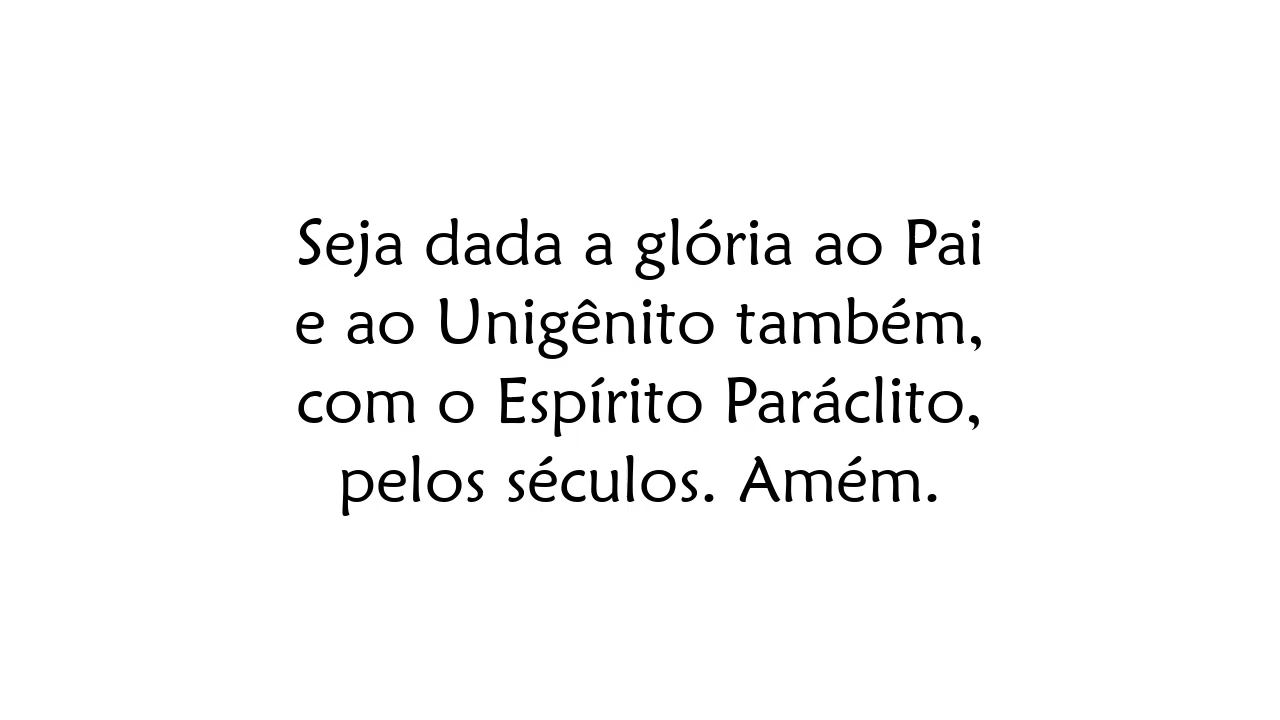 Seja dada a glória ao Pai
e ao Unigênito também,
com o Espírito Paráclito,
pelos séculos. Amém.